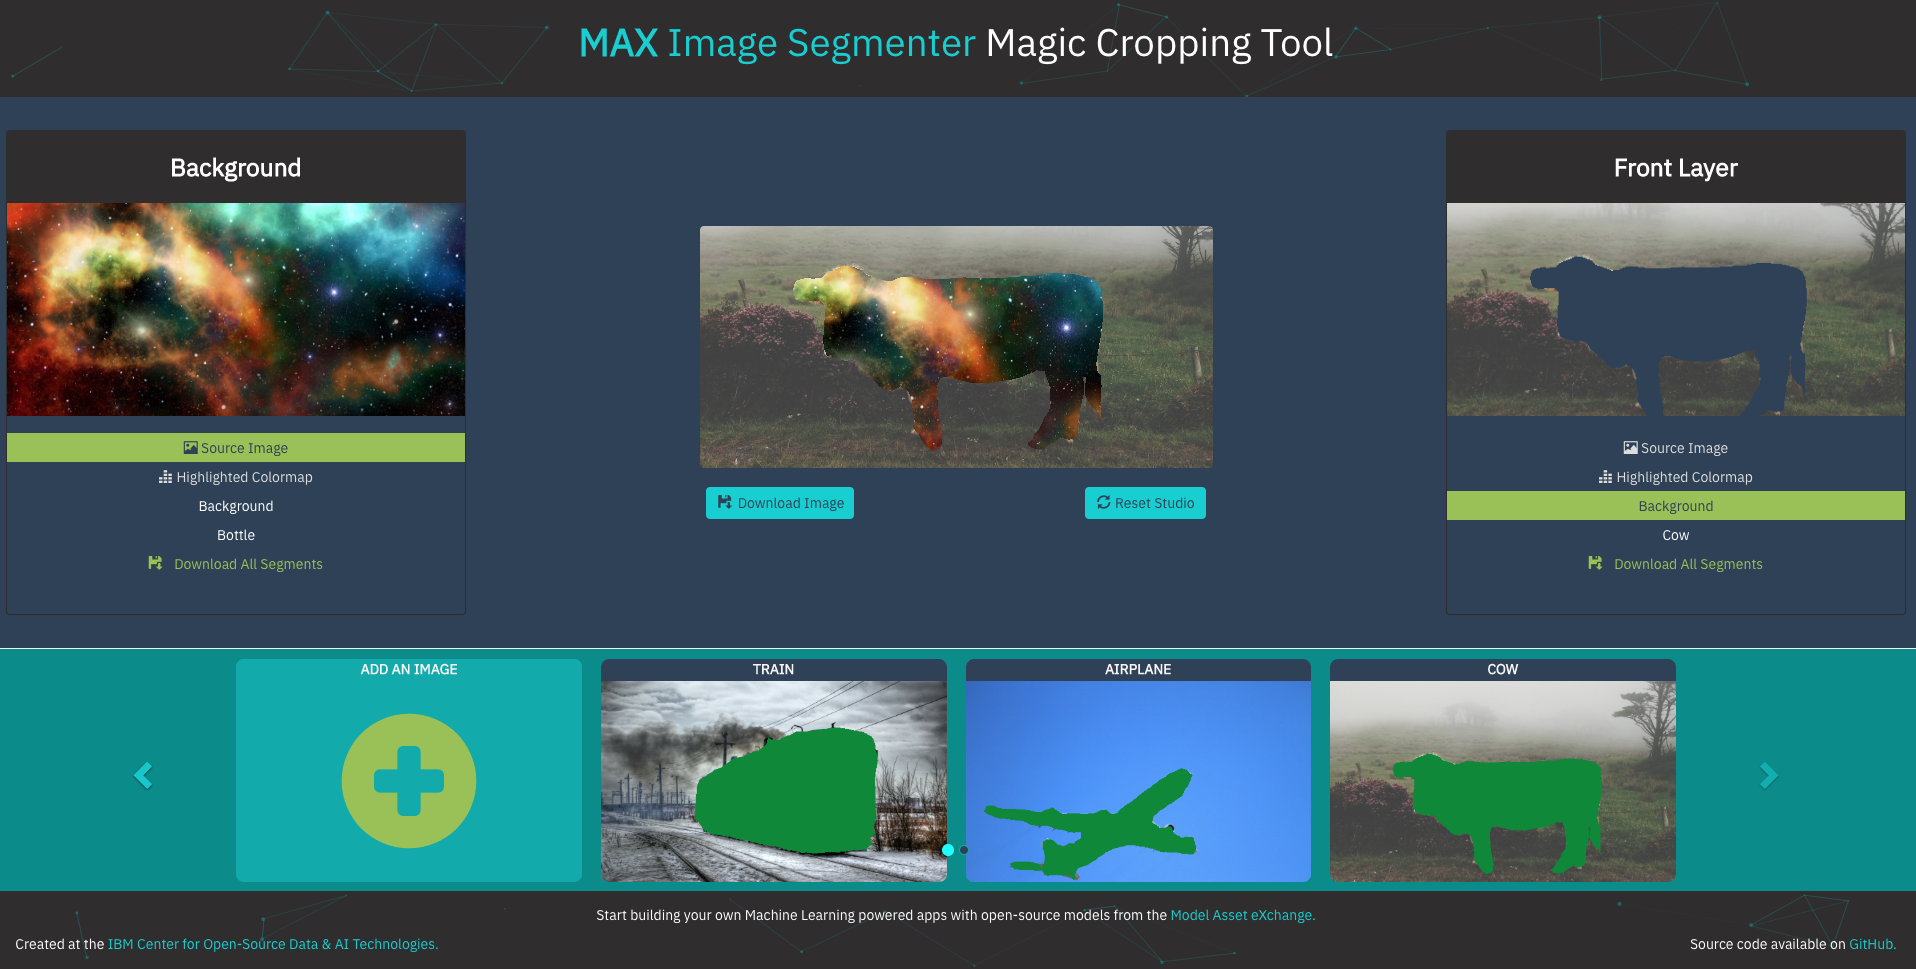 MAX Image Segmenter Magic Cropping Tool
Background
Source Image
Highlighted Colormap
Background
Bottle
Download All Segments
Download Image
Reset Studio
Front Layer
Source Image
Highlighted Colormap
Background
Cow
Download All Segments
ADD AN IMAGE
TRAIN
AIRPLANE
COW
Start building your own Machine Learning powered apps with open-source models from the Model Asset eXchange.
Created at the IBM Center for Open-Source Data & AI Technologies.
Source code available on GitHub.